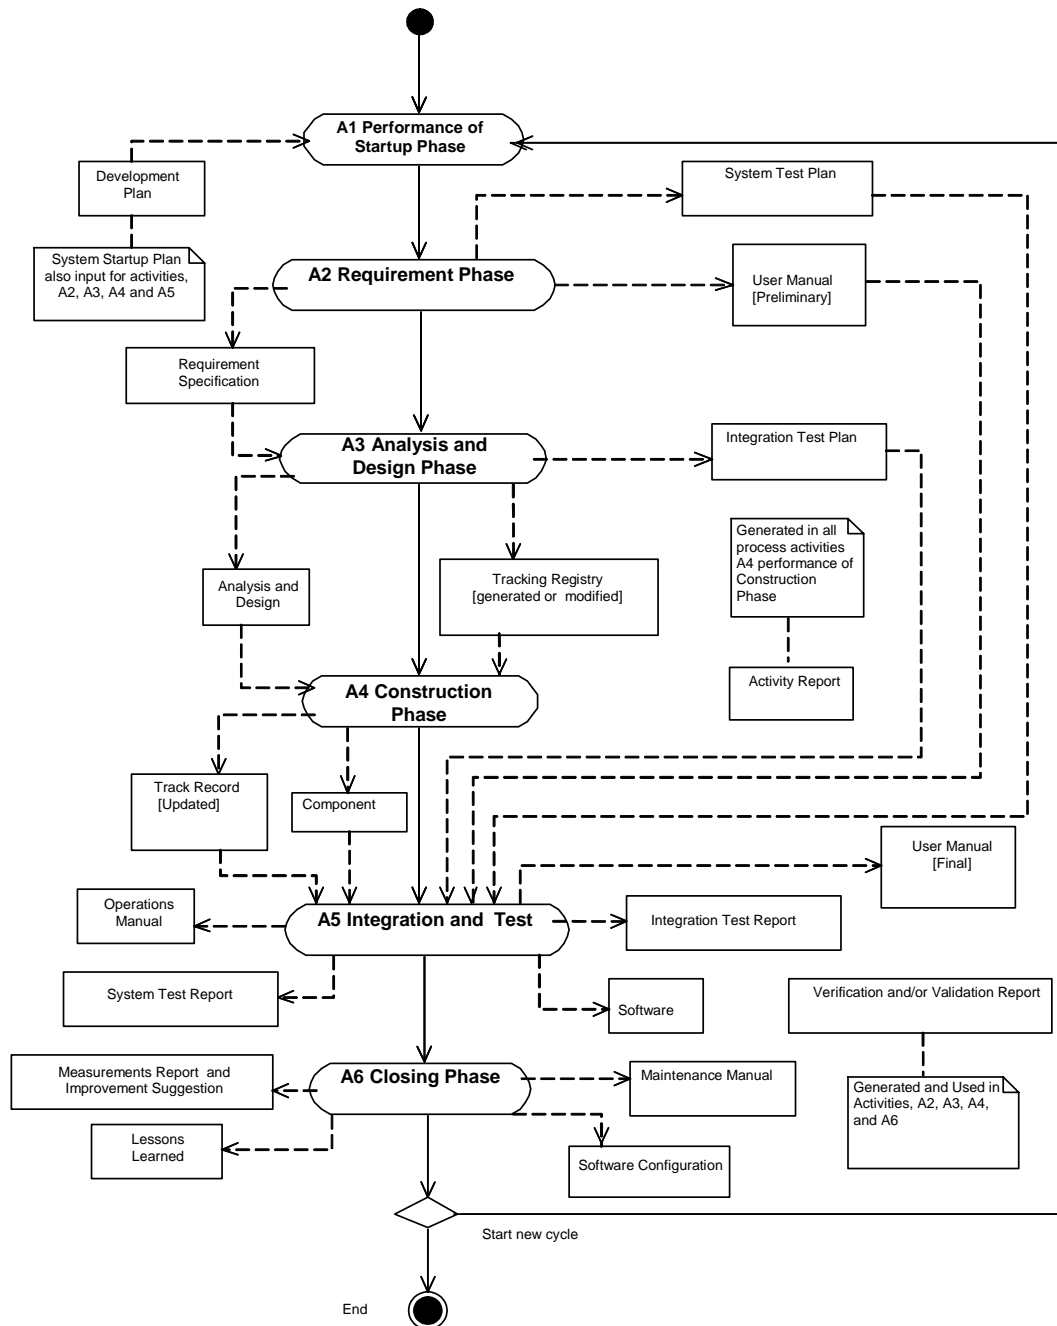 A1 Performance of
Startup Phase
Development
Plan
System Test Plan
System Startup Plan
also input for activities,
A2, A3, A4 and A5
A2 Requirement Phase
User Manual
[Preliminary]
Requirement
Specification
A3 Analysis and
Design Phase
Integration Test Plan
Generated in all
process activities
A4 performance of
Construction
Phase
Analysis and
Design
Tracking Registry
[generated or modified]
Activity Report
A4 Construction
Phase
Track Record
[Updated]
Component
User Manual
[Final]
Operations
Manual
A5 Integration and Test
Integration Test Report
System Test Report
Software
Verification and/or Validation Report
Measurements Report and
Improvement Suggestion
A6 Closing Phase
Maintenance Manual
Generated and Used in
Activities, A2, A3, A4,
and A6
Lessons
Learned
Software Configuration
Start new cycle
End